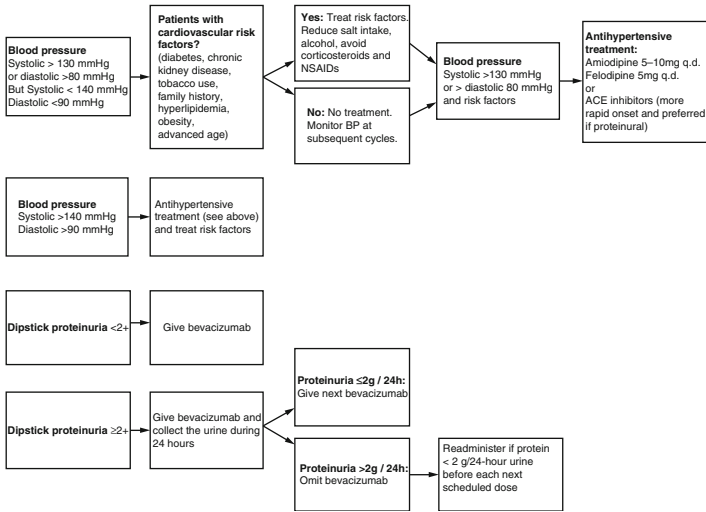 Blood pressure
Systolic > 130 mmHg
or diastolic >80 mmHg
But Systolic < 140 mmHg
Diastolic <90 mmHg
Patients with
cardiovascular risk
factors?
(diabetes, chronic
kidney disease,
tobacco use,
family history,
hyperlipidemia,
obesity,
advanced age)
Yes: Treat risk factors.
Reduce salt intake,
alcohol, avoid
corticosteroids and
NSAIDs
No: No treatment.
Monitor BP at
subsequent cycles.
Blood pressure
Systolic >130 mmHg
or > diastolic 80 mmHg
and risk factors
Antihypertensive
treatment:
Amiodipine 5–10mg q.d.
Felodipine 5mg q.d.
or
ACE inhibitors (more
rapid onset and preferred
if proteinural)
Blood pressure
Systolic >140 mmHg
Diastolic >90 mmHg
Antihypertensive
treatment (see above)
and treat risk factors
Dipstick proteinuria <2+
Give bevacizumab
Dipstick proteinuria ≥2+
Give bevacizumab and
collect the urine during
24 hours
Proteinuria ≤2g / 24h:
Give next bevacizumab
Proteinuria >2g / 24h:
Omit bevacizumab
Readminister if protein
< 2 g/24-hour urine
before each next
scheduled dose